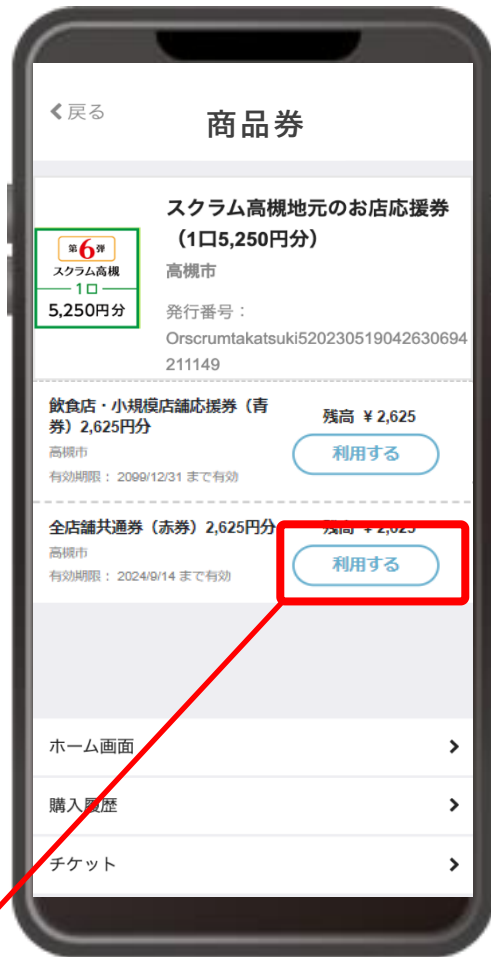 戻る
商品券
第6弾
スクラム高槻
1口
5,250円分
スクラム高槻地元のお店応援券
（1口5,250円分）
高槻市
発行番号：
Orscrumtakatsuki520230519042630694
211149
飲食店・小規模店舗応援券（青
券）2,625円分
高槻市
有効期限： 2099/12/31 まで有効
残高 ¥ 2,625
利用する
全店舗共通券（赤券）2,625円分
高槻市
有効期限： 2024/9/14 まで有効
残高 ¥ 2,625
利用する
ホーム画面
購入履歴
チケット